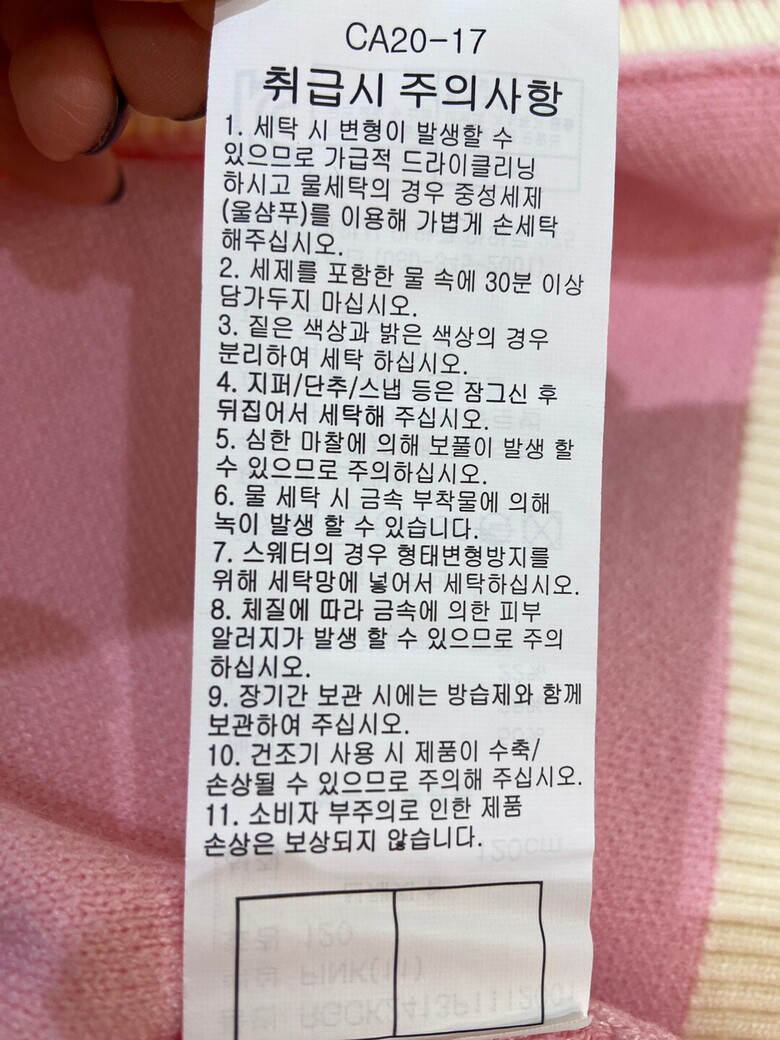 CA20-17
취급시 주의사항
1. 세탁 시 변형이 발생할 수
있으므로 가급적 드라이클리닝
하시고 물세탁의 경우 중성세제
(울샴푸)를 이용해 가볍게 손세탁
해주십시오.
2. 세제를 포함한 물 속에 30분 이상
담가두지 마십시오.
3. 짙은 색상과 밝은 색상의 경우
분리하여 세탁 하십시오.
4. 지퍼/단추/스냅 등은 잠그신 후
뒤집어서 세탁해 주십시오.
5. 심한 마찰에 의해 보풀이 발생 할
수 있으므로 주의하십시오.
6. 물 세탁 시 금속 부착물에 의해
녹이 발생 할 수 있습니다.
7. 스웨터의 경우 형태변형방지를
위해 세탁망에 넣어서 세탁하십시오.
8. 체질에 따라 금속에 의한 피부
알러지가 발생 할 수 있으므로 주의
하십시오.
9. 장기간 보관 시에는 방습제와 함께
보관하여 주십시오.
10. 건조기 사용 시 제품이 수축/
손상될 수 있으므로 주의해 주십시오.
11. 소비자 부주의로 인한 제품
손상은 보상되지 않습니다.